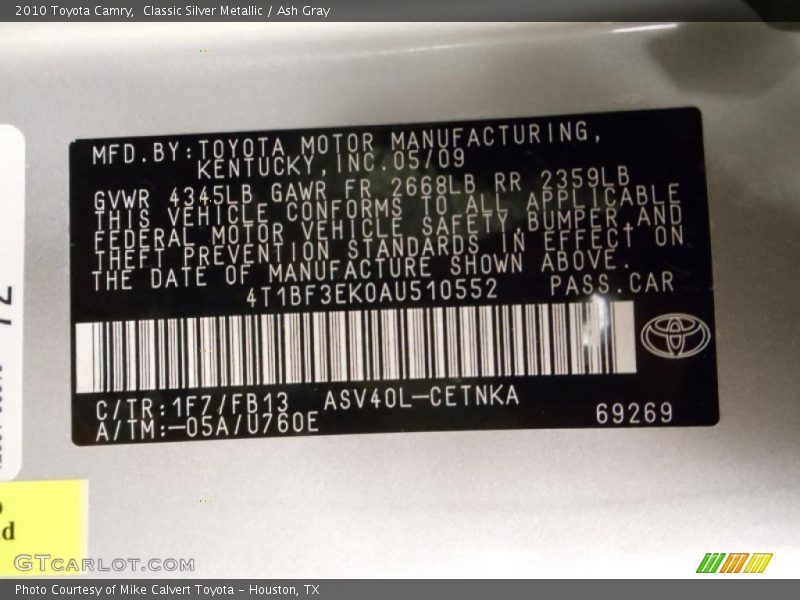 2010 Toyota Camry,  Classic Silver Metallic / Ash Gray
MFD.BY:TOYOTA MOTOR MANUFACTURING,
KENTUCKY,INC.05/09
GVWR 4345LB GAWR FR 2668LB RR 2359LB
THIS VEHICLE CONFORMS TO ALL APPLICABLE
FEDERAL MOTOR VEHICLE SAFETY,BUMPER,AND
THEFT PREVENTION STANDARDS IN EFFECT ON
THE DATE OF MANUFACTURE SHOWN ABOVE.
4T1BF3EK0AU510552 PASS.CAR
C/TR:1F7/FB13 ASV40L-CETNKA
A/TM:-05A/U760E 69269
GTCARLOT.COM
Photo Courtesy of Mike Calvert Toyota - Houston, TX